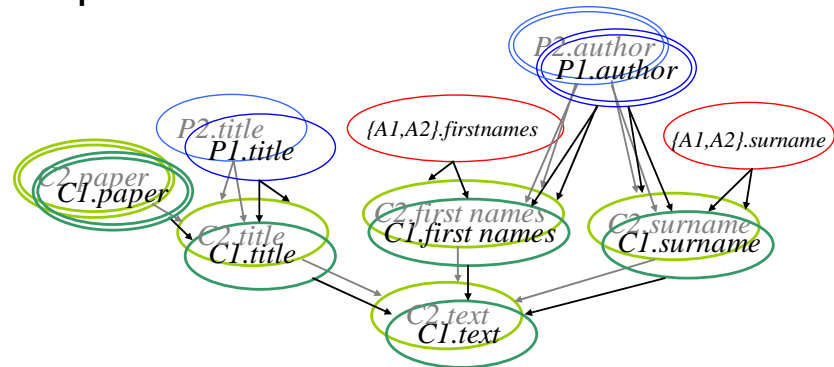 P2.author
P1.author
P2.title
P1.title
{A1,A2}.firstnames
{A1,A2}.surname
C2.paper
C1.paper
C2.first names
C1.first names
C2.surname
C1.surname
C2.title
C1.title
C2.text
C1.text